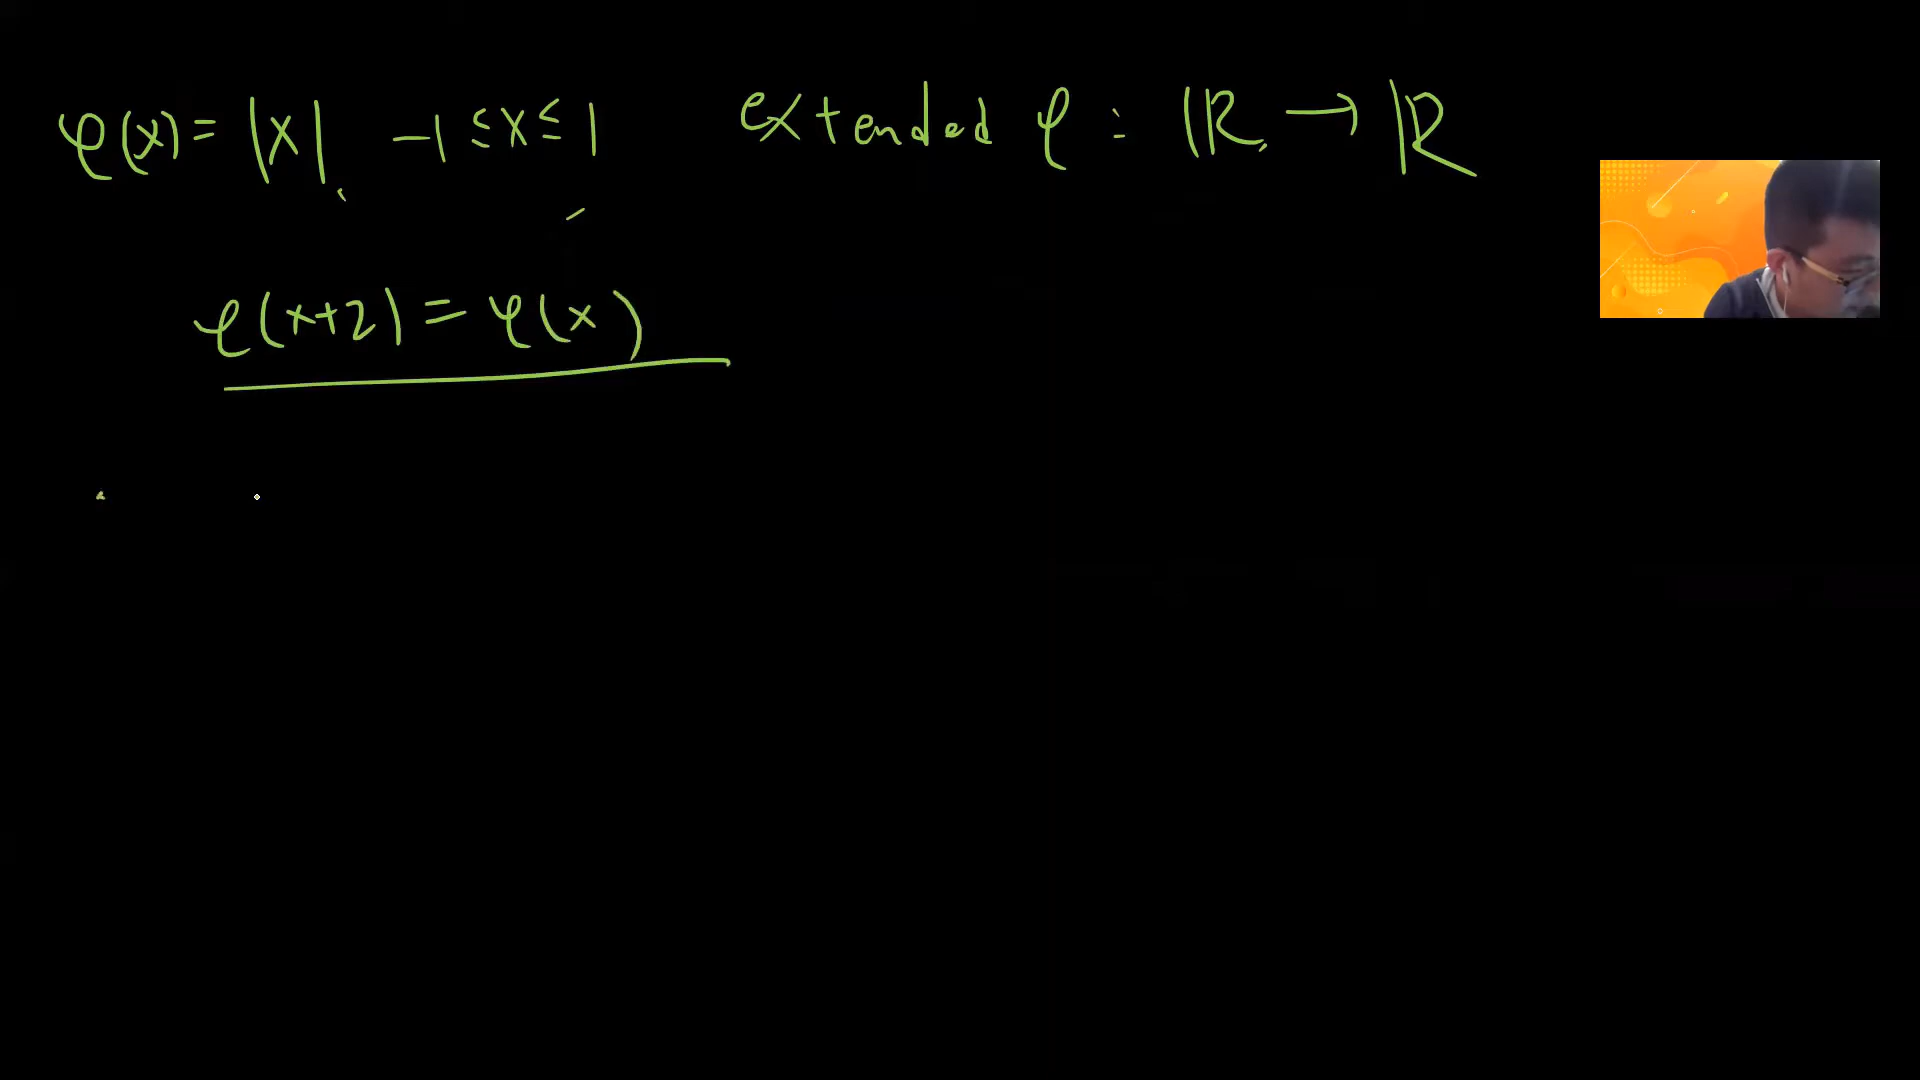 φ(x) = |x|, -1 ≤ x ≤ 1 extended φ : ℝ → ℝ
φ(x+2) = φ(x)